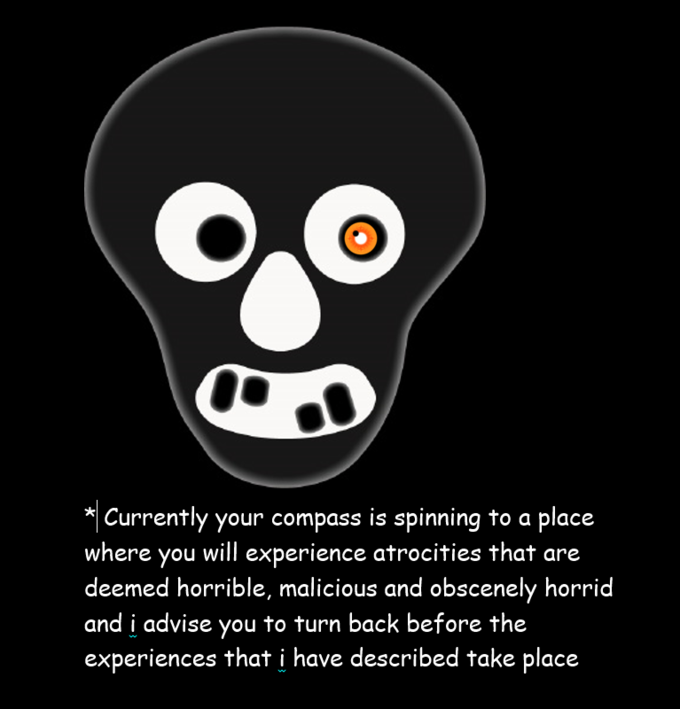 * Currently your compass is spinning to a place
where you will experience atrocities that are
deemed horrible, malicious and obscenely horrid
and i advise you to turn back before the
experiences that i have described take place